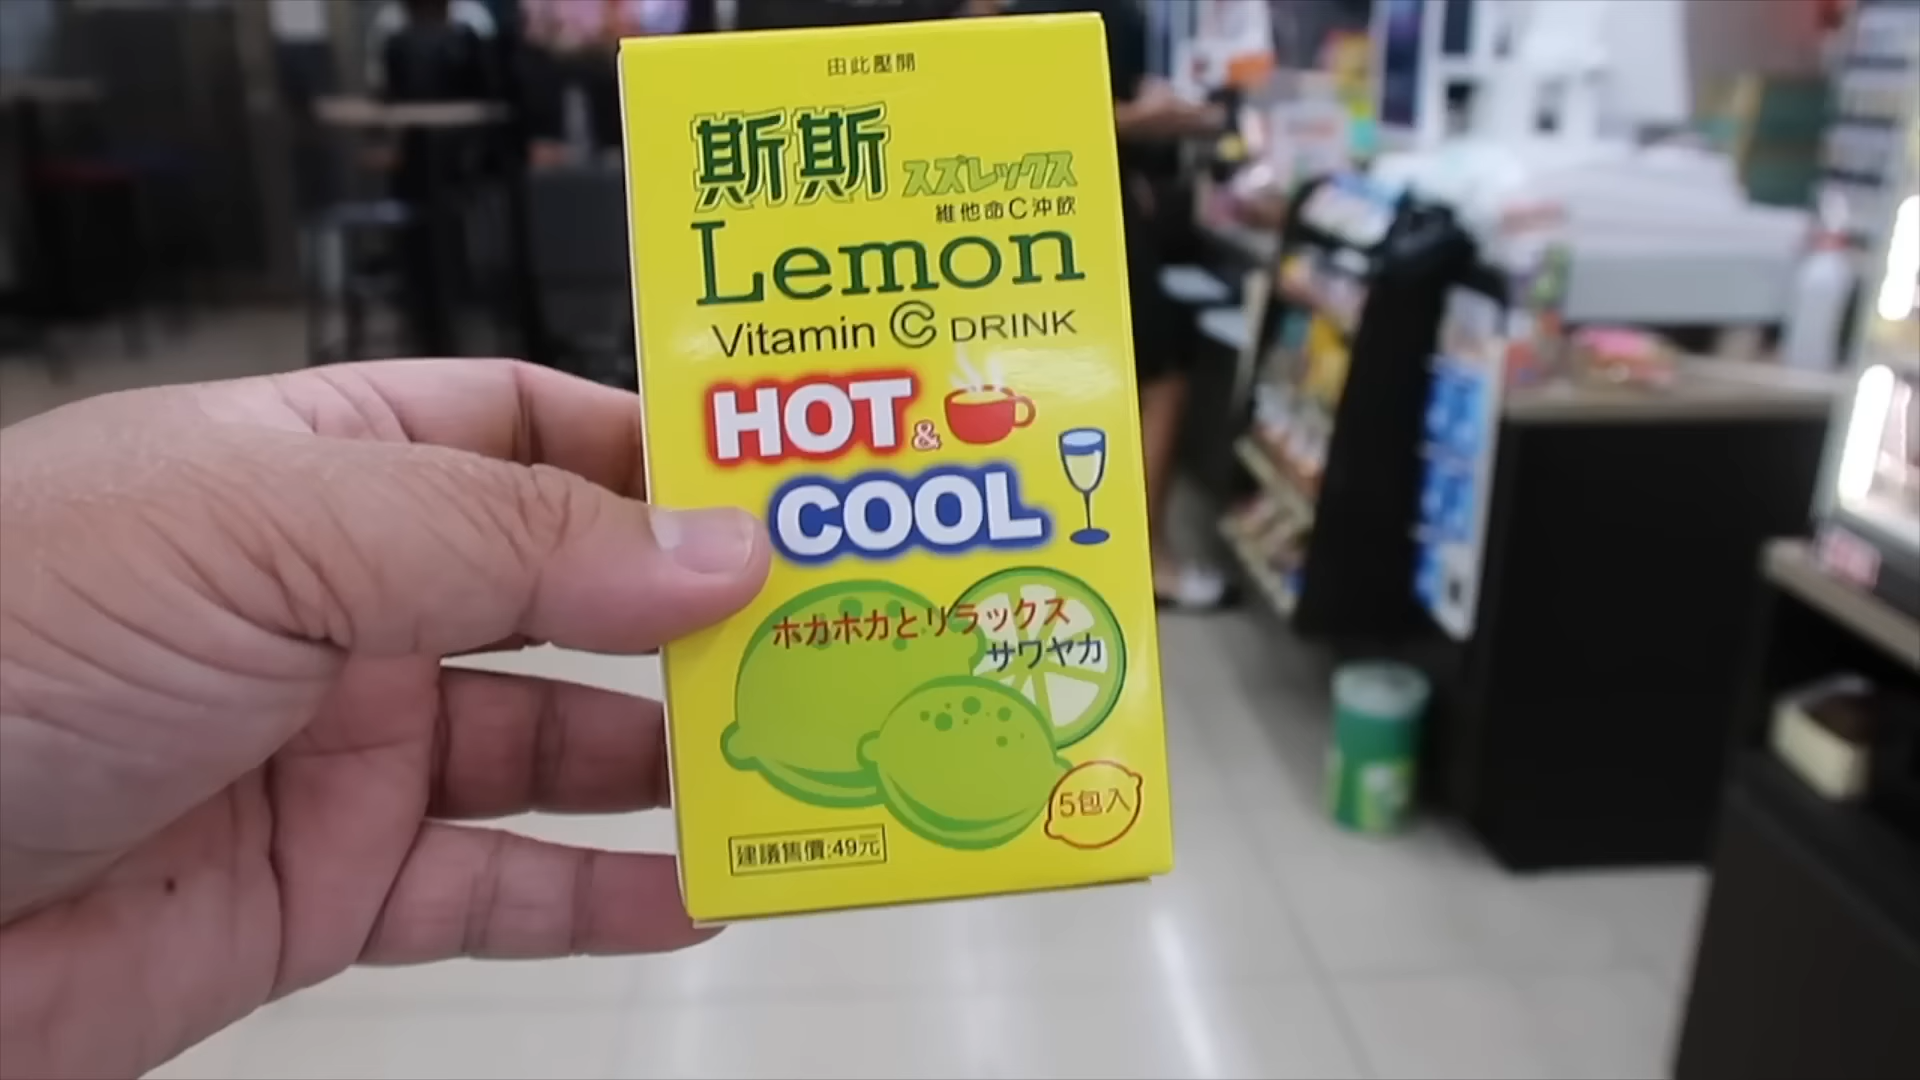 由此壓開
斯斯 スズレックス
維他命C沖飲
Lemon
Vitamin C DRINK
HOT &
COOL
ホカホカとリラックス
サワヤカ
5包入
建議售價:49元